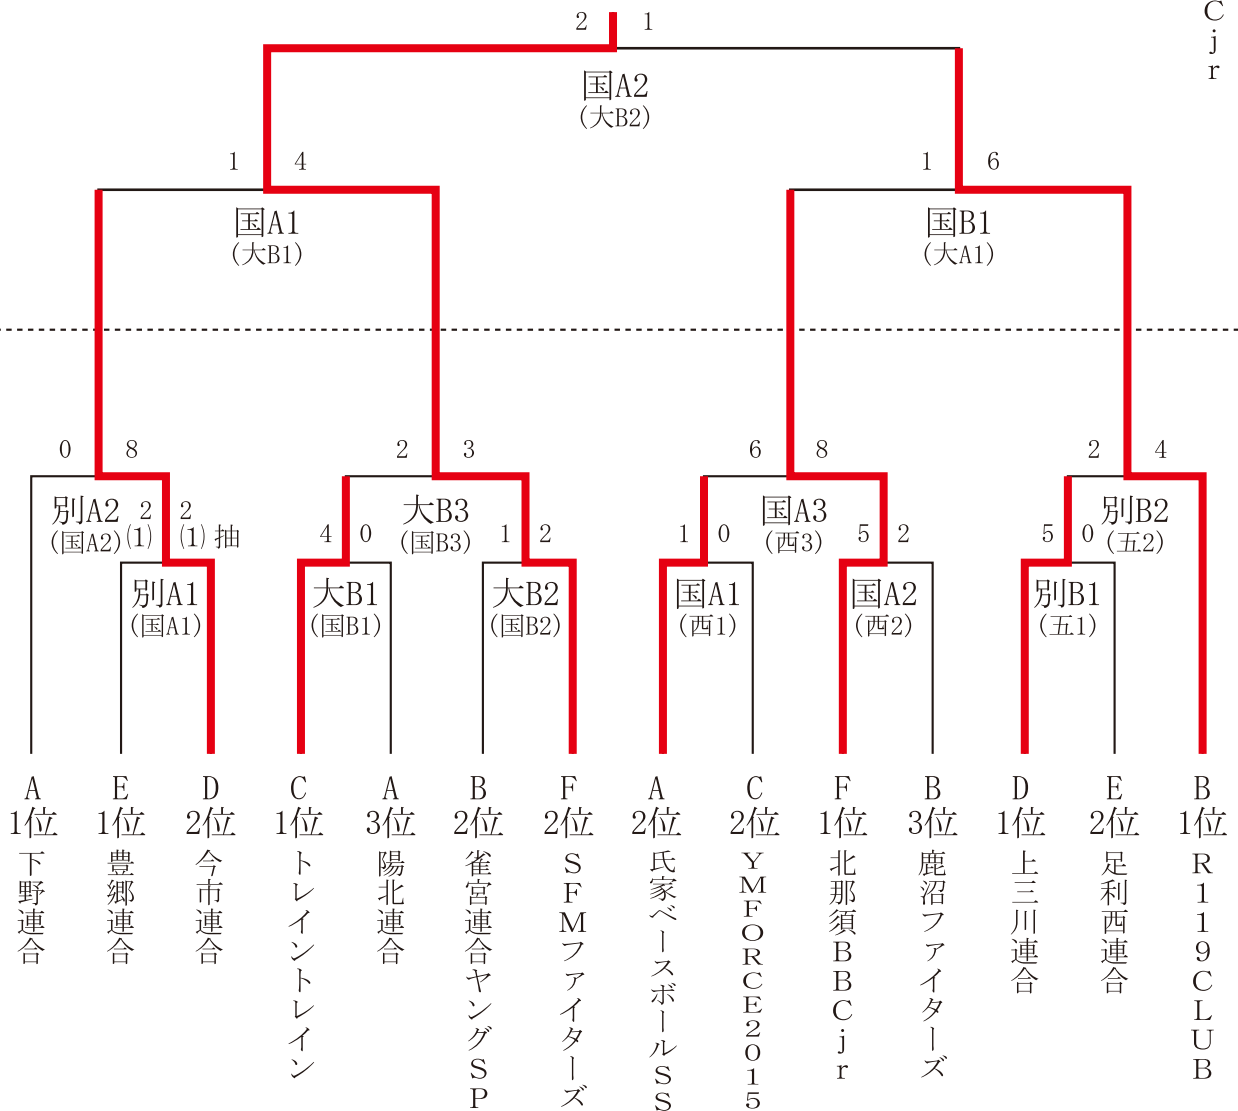 Cjr
2 1
国A2
(大B2)
1 4
1 6
国A1
(大B1)
国B1
(大A1)
0 8
2 3
6 8
2 4
別A2
(国A2)
大B3
(国B3)
国A3
(西3)
別B2
(五2)
2 2
(1) (1) 抽
4 0
1 2
1 0
5 2
5 0
別A1
(国A1)
大B1
(国B1)
大B2
(国B2)
国A1
(西1)
国A2
(西2)
別B1
(五1)
A
1位
下野連合
E
1位
豊郷連合
D
2位
今市連合
C
1位
トレイントレイン
A
3位
陽北連合
B
2位
雀宮連合ヤングSP
F
2位
SFMファイターズ
A
2位
氏家ベースボールSS
C
2位
YMFORCE2015
F
1位
北那須BBCjr
B
3位
鹿沼ファイターズ
D
1位
上三川連合
E
2位
足利西連合
B
1位
R119CLUB